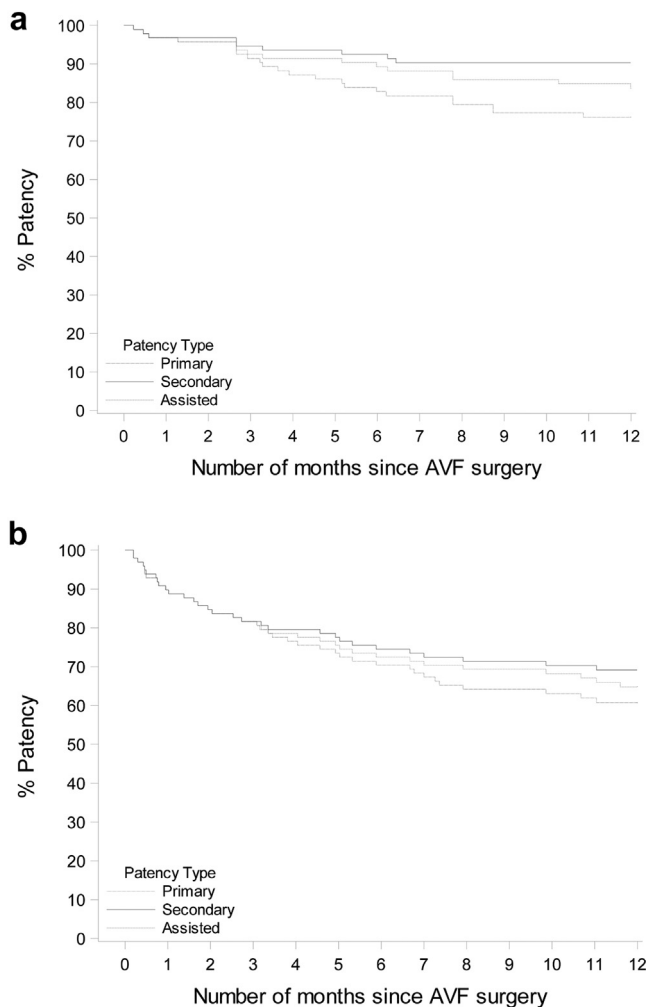 a
% Patency
100
90
80
70
60
50
40
30
20
10
0
Patency Type
Primary
Secondary
Assisted
0 1 2 3 4 5 6 7 8 9 10 11 12
Number of months since AVF surgery
b
% Patency
100
90
80
70
60
50
40
30
20
10
0
Patency Type
Primary
Secondary
Assisted
0 1 2 3 4 5 6 7 8 9 10 11 12
Number of months since AVF surgery